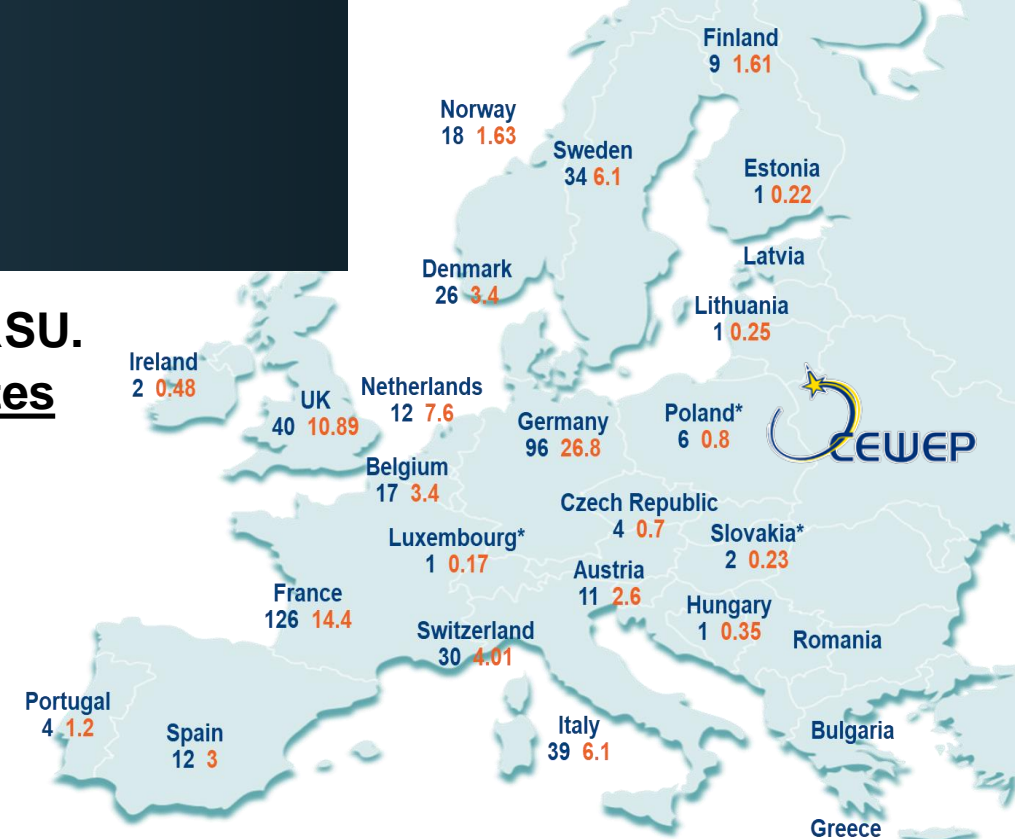 Finland
9 1.61
Norway
18 1.63
Sweden
34 6.1
Estonia
1 0.22
Latvia
Denmark
26 3.4
Lithuania
1 0.25
SU.
Ireland
2 0.48
UK
40 10.89
Netherlands
12 7.6
Germany
96 26.8
Poland*
6 0.8
CEWEP
Belgium
17 3.4
Czech Republic
4 0.7
Luxembourg*
1 0.17
Slovakia*
2 0.23
Austria
11 2.6
France
126 14.4
Hungary
1 0.35
Switzerland
30 4.01
Romania
Portugal
4 1.2
Spain
12 3
Italy
39 6.1
Bulgaria
Greece